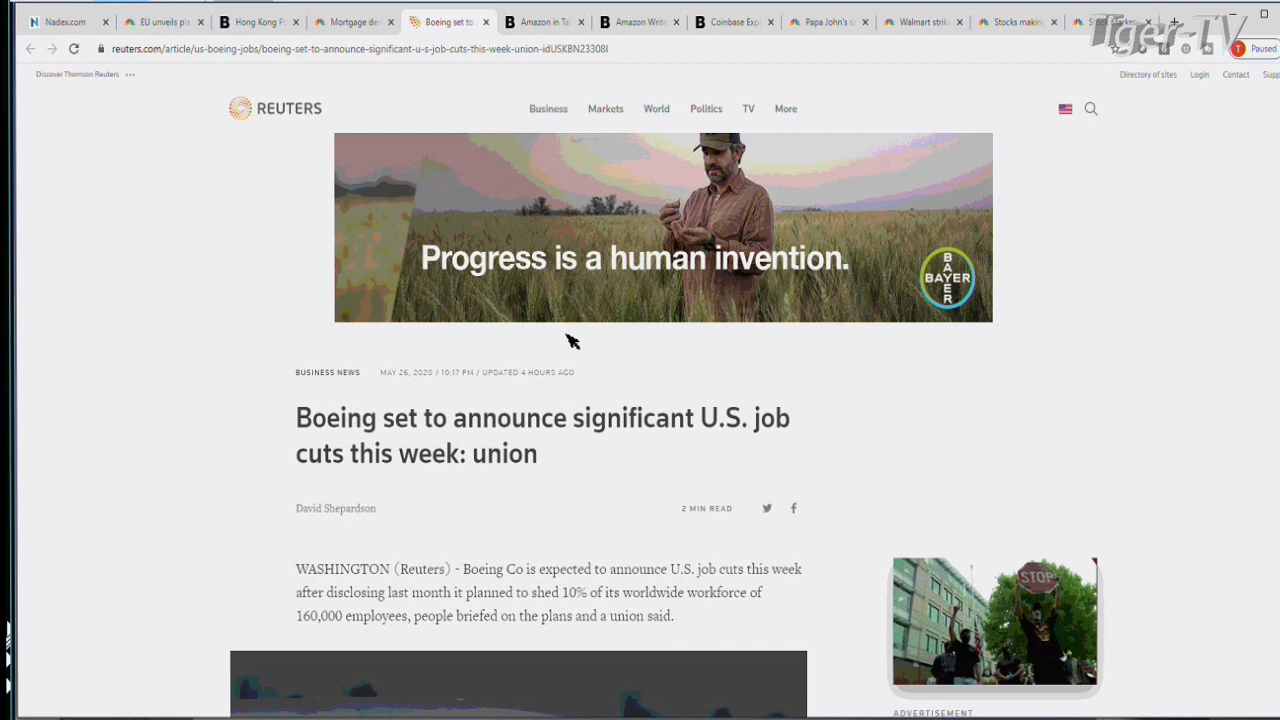 Nadex.com
EU unveils pla
Hong Kong P
Mortgage de
Boeing set to
Amazon in Tal
Amazon Write
Coinbase Exp
Papa John's s
Walmart strik
Stocks making
Tiger-TV
reuters.com/article/us-boeing-jobs/boeing-set-to-announce-significant-u-s-job-cuts-this-week-union-idUSKBN23308I
T
Paused
Discover Thomson Reuters
Directory of sites
Login
Contact
Supp
REUTERS
Business
Markets
World
Politics
TV
More
Progress is a human invention.
BAYER
BAYER
BUSINESS NEWS
MAY 26, 2020 / 10:17 PM / UPDATED 4 HOURS AGO
Boeing set to announce significant U.S. job
cuts this week: union
David Shepardson
2 MIN READ
WASHINGTON (Reuters) - Boeing Co is expected to announce U.S. job cuts this week
after disclosing last month it planned to shed 10% of its worldwide workforce of
160,000 employees, people briefed on the plans and a union said.
STOP
ADVERTISEMENT